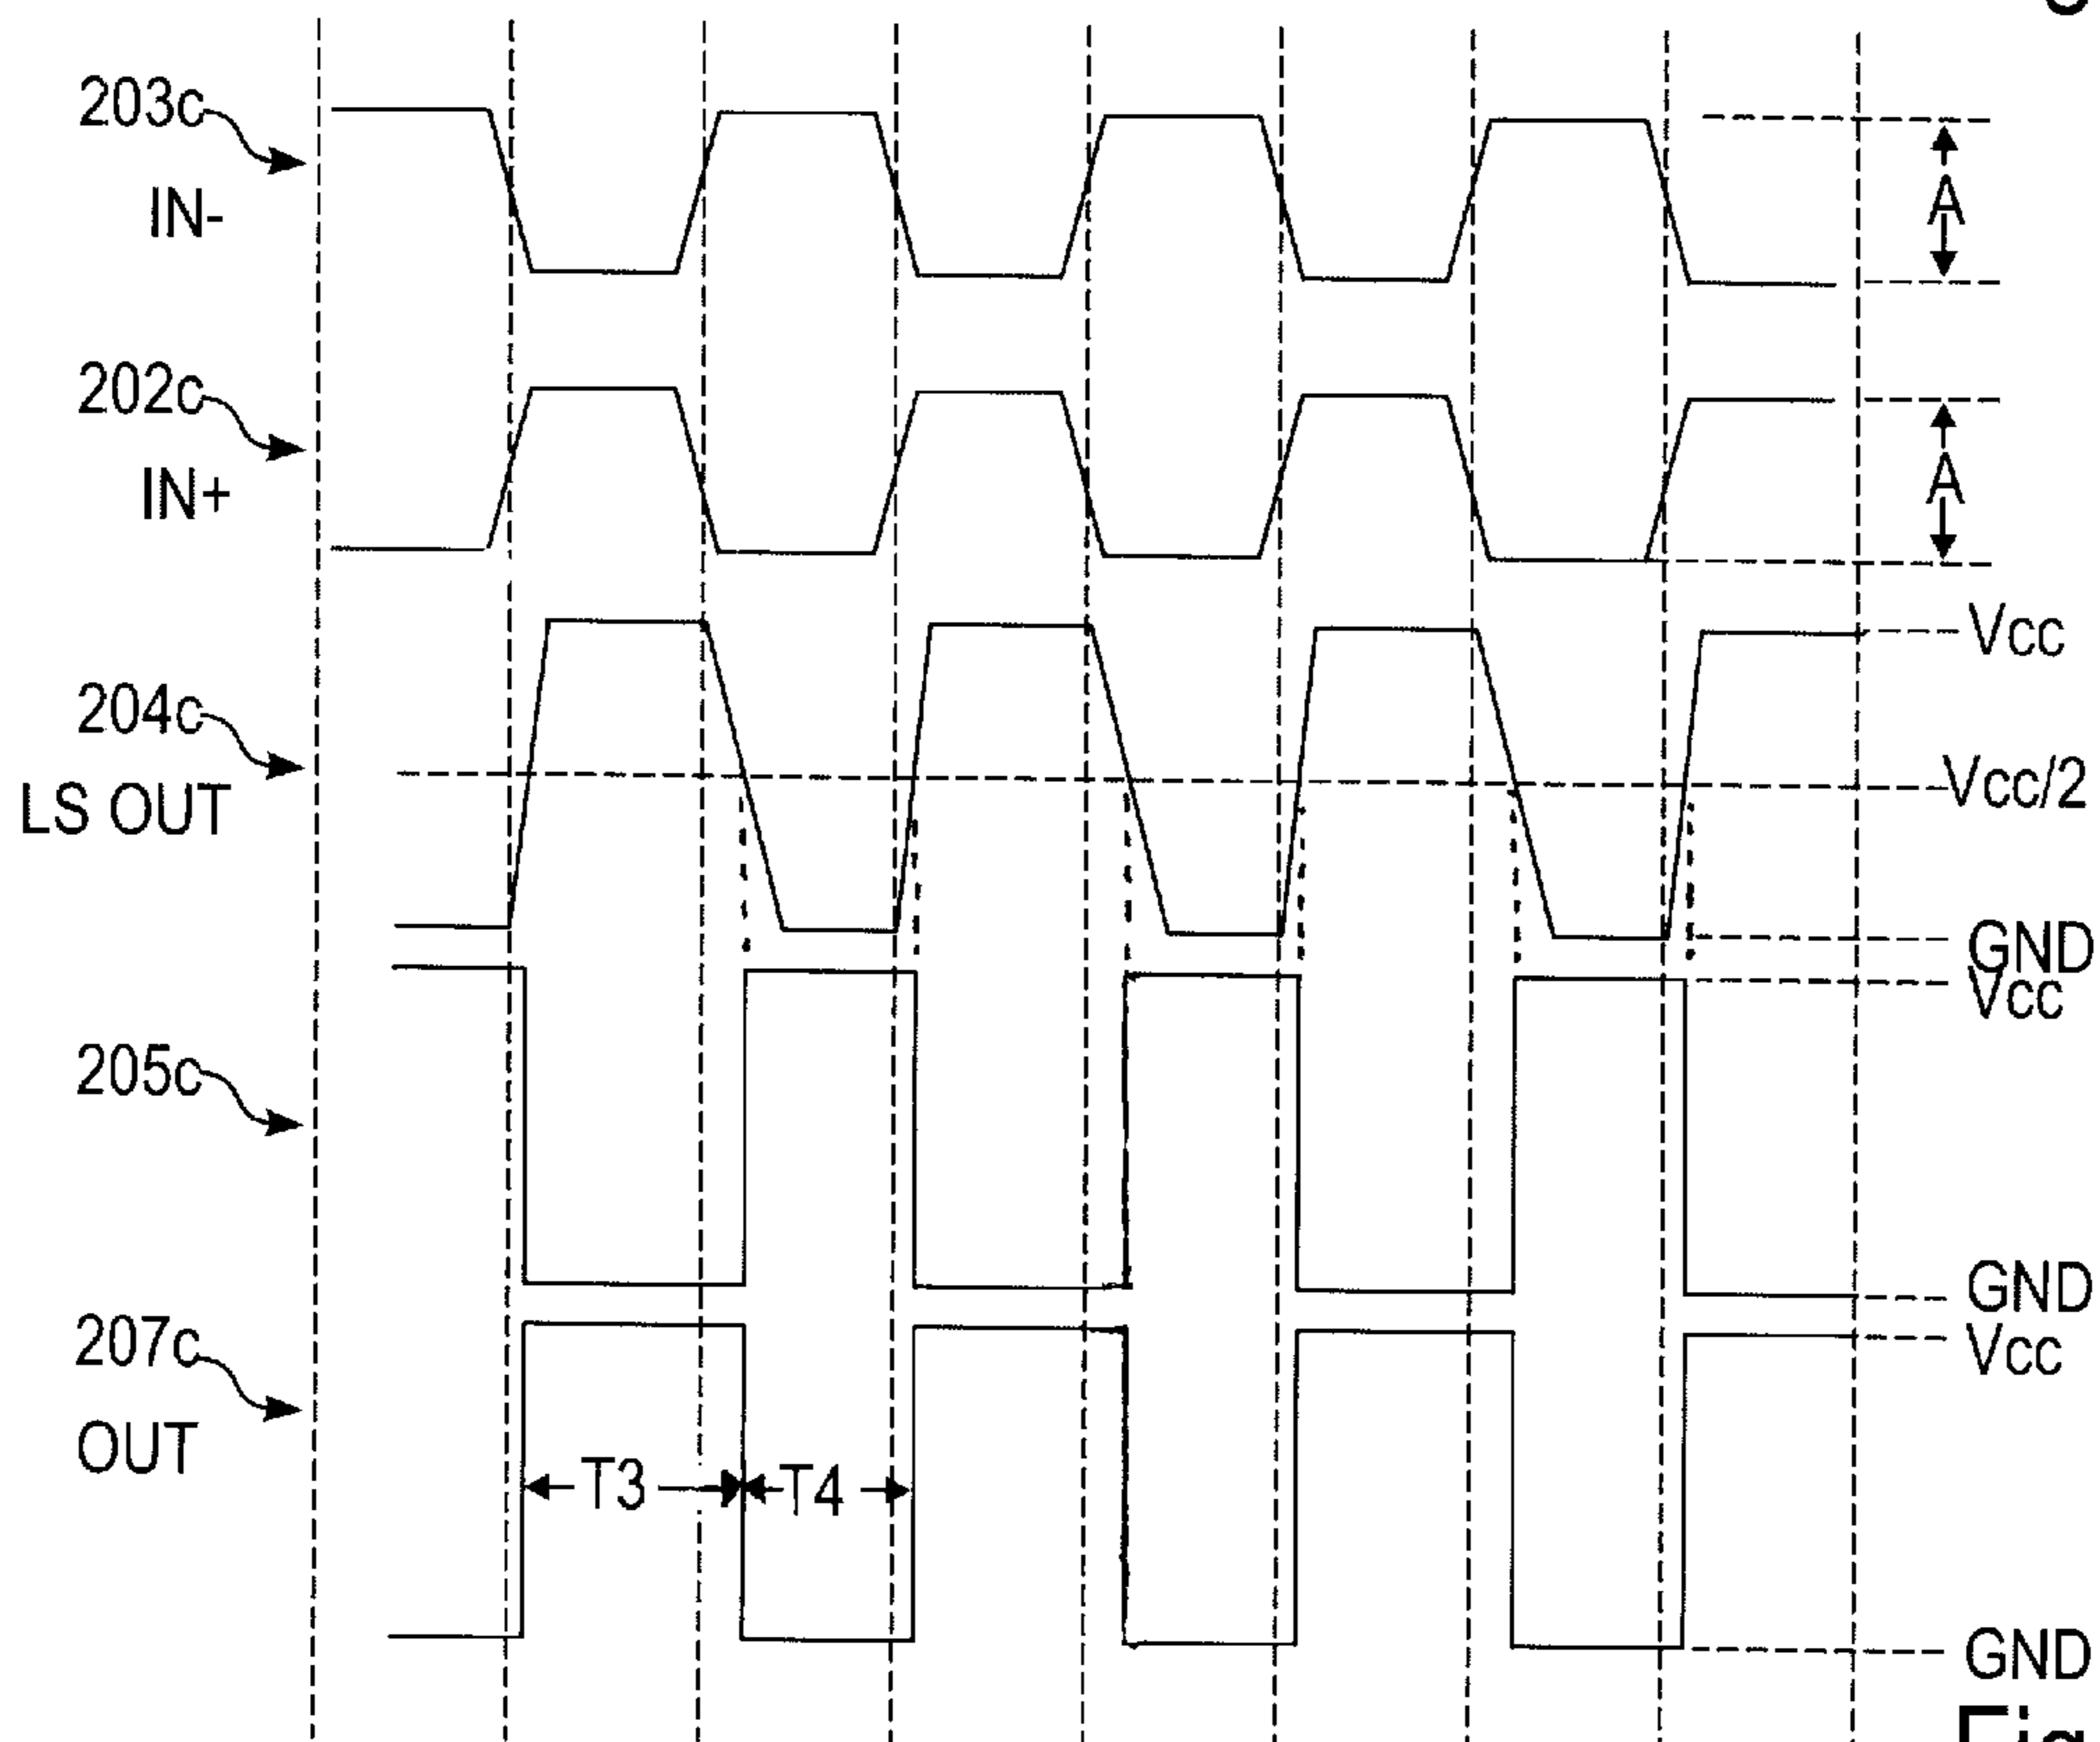 203c
IN-
A
202c
IN+
A
Vcc
204c
Vcc/2
LS OUT
GND
Vcc
205c
GND
207c
Vcc
OUT
T3
T4
GND